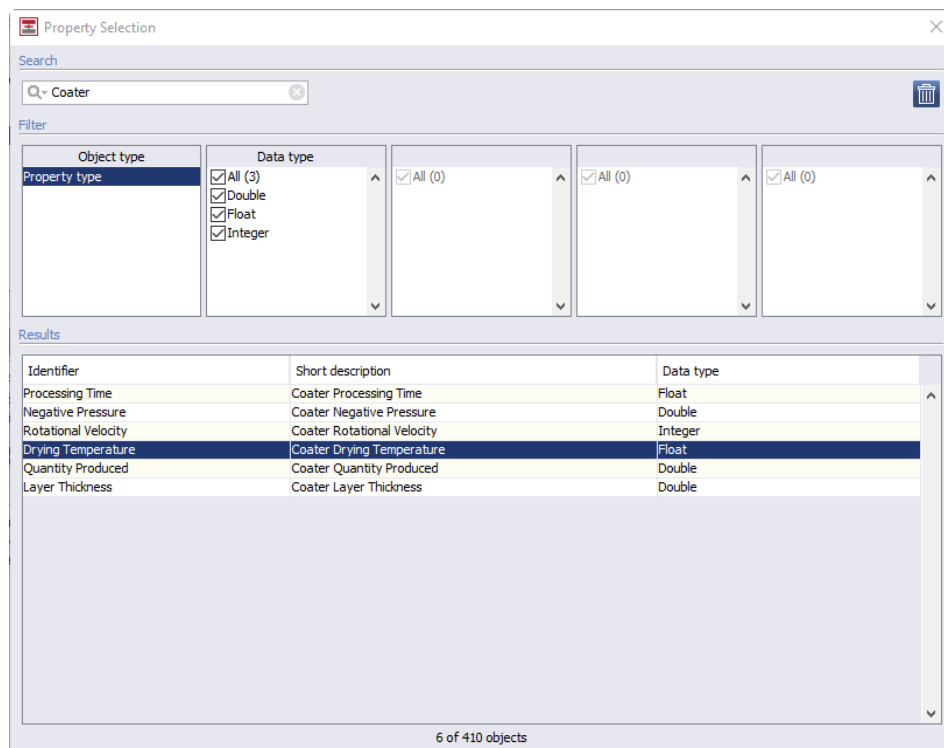 Property Selection
Search
Coater
Filter
Object type
Data type
Property type
All (3)
Double
Float
Integer
All (0)
All (0)
All (0)
Results
Identifier Short description Data type
Processing Time Coater Processing Time Float
Negative Pressure Coater Negative Pressure Double
Rotational Velocity Coater Rotational Velocity Integer
Drying Temperature Coater Drying Temperature Float
Quantity Produced Coater Quantity Produced Double
Layer Thickness Coater Layer Thickness Double
6 of 410 objects